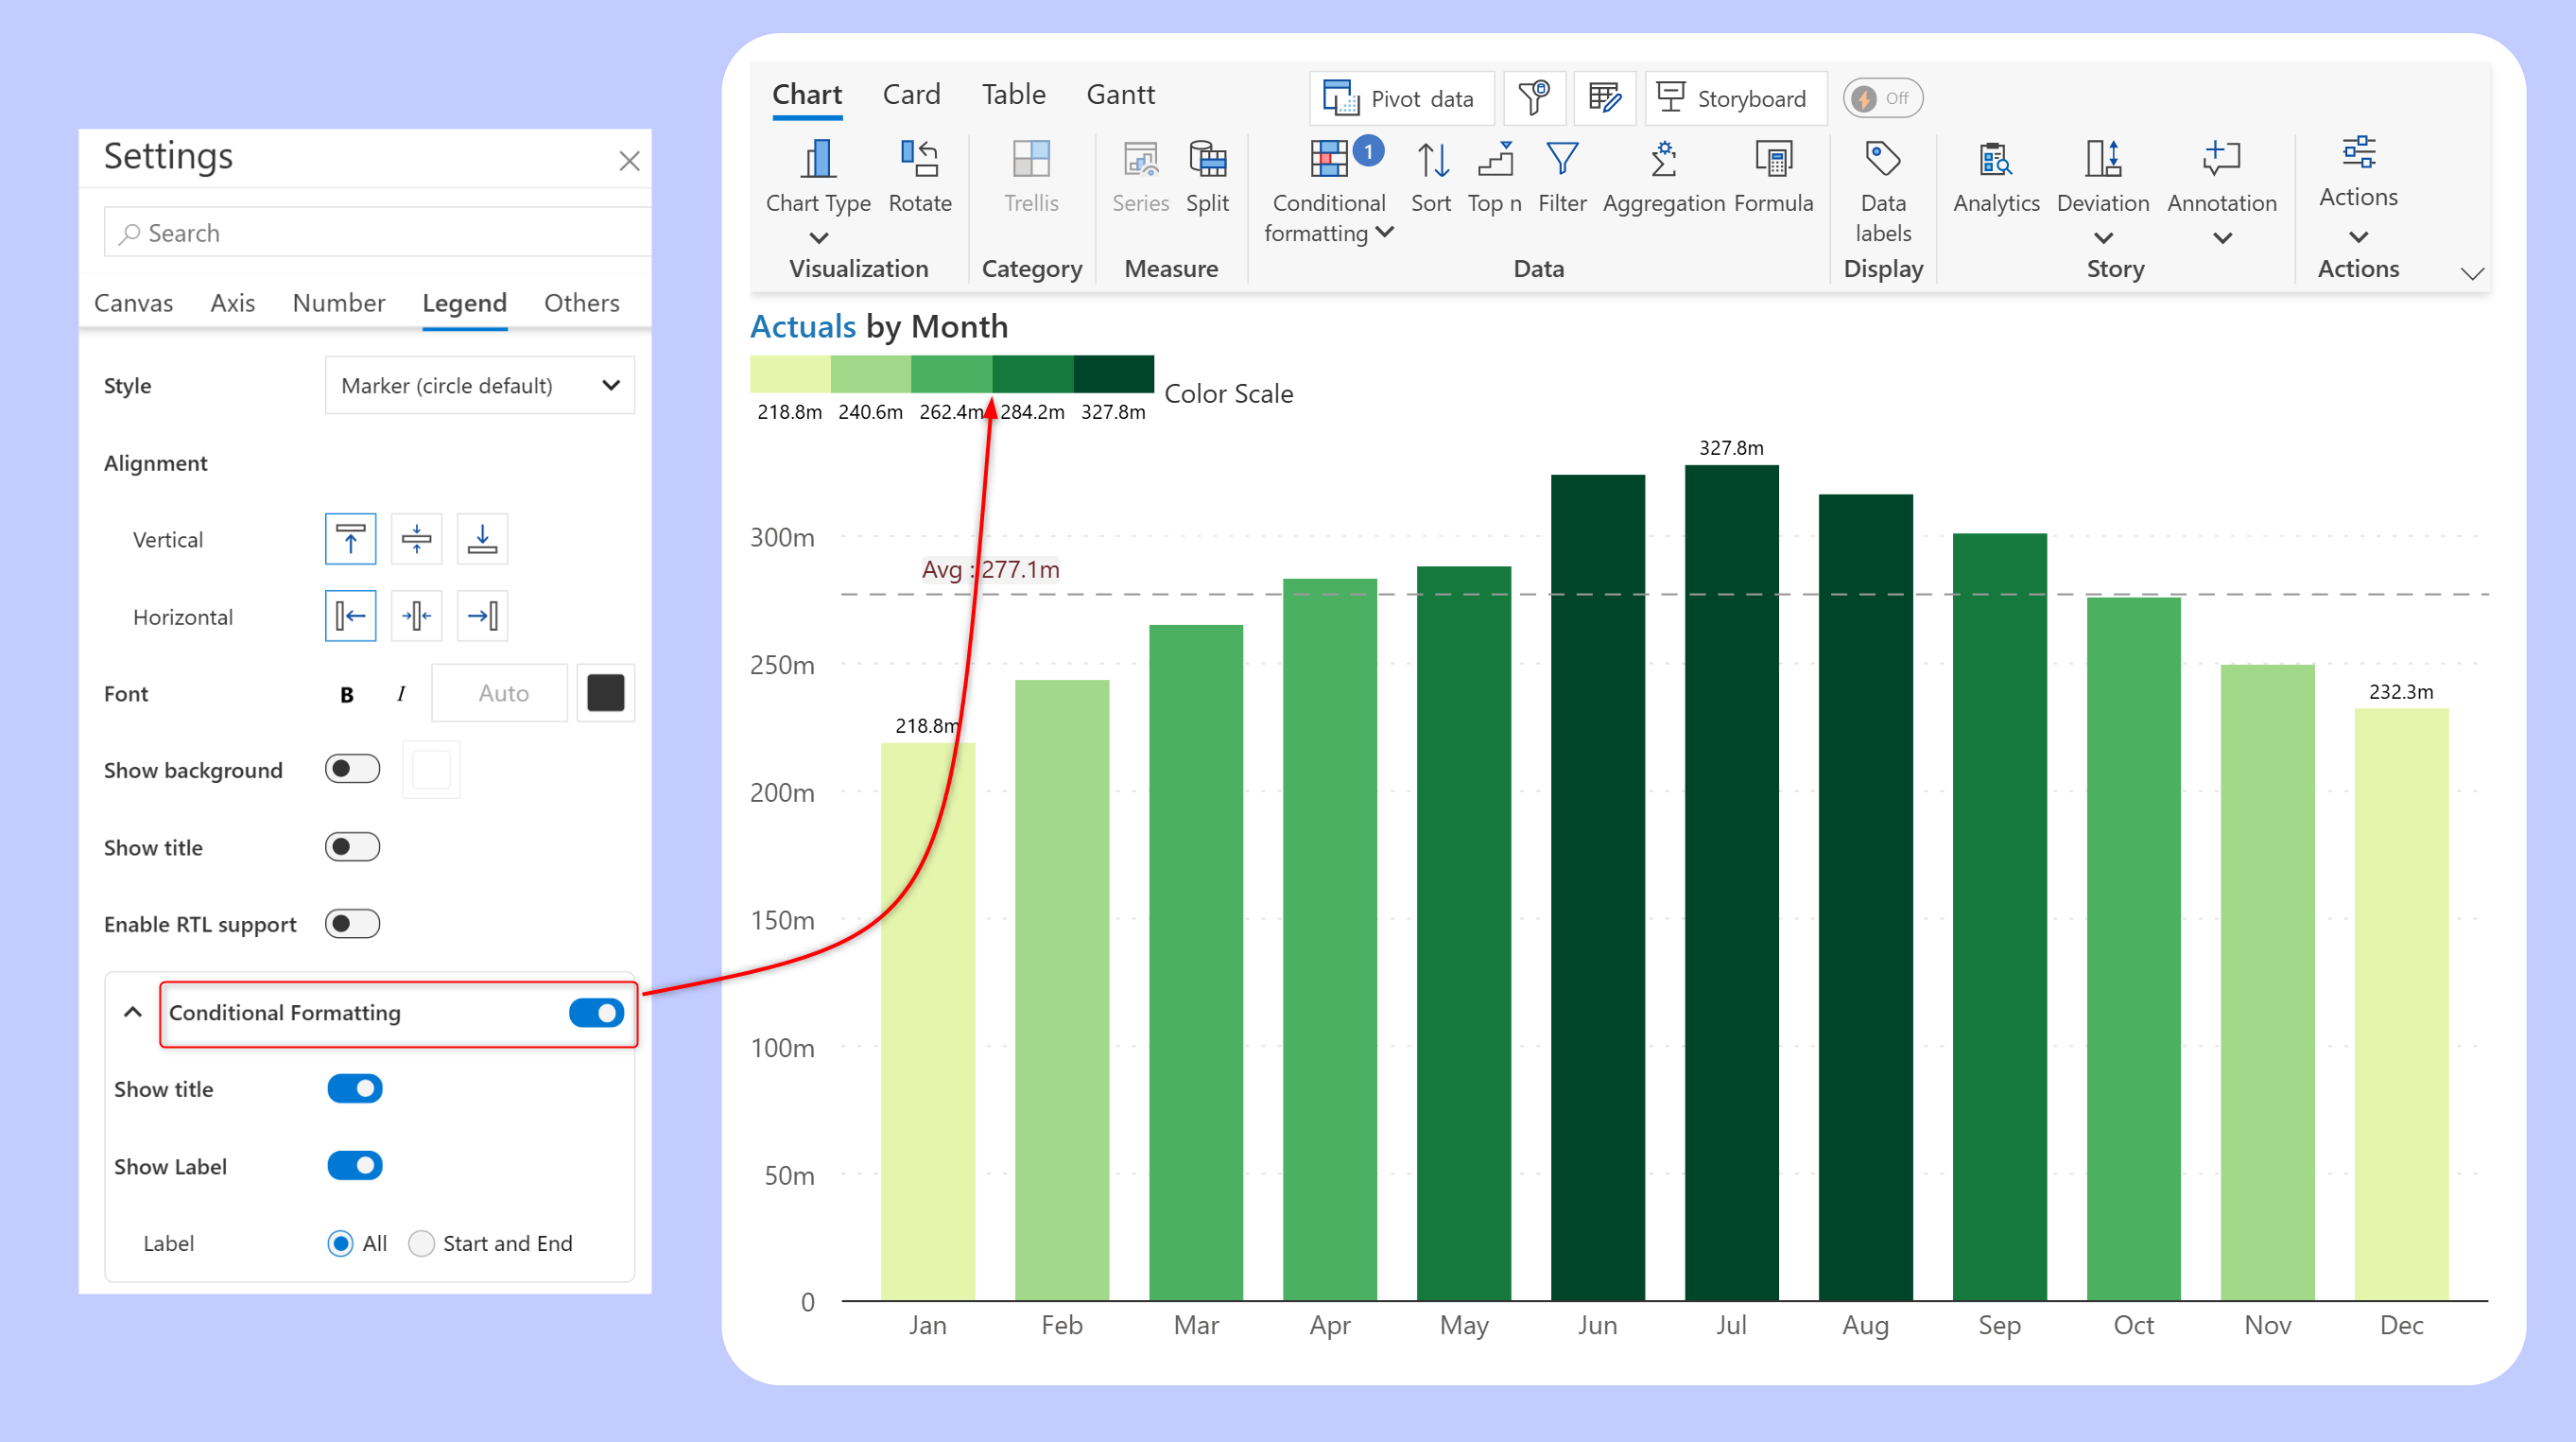 Settings
Search
Canvas Axis Number Legend Others
Style Marker (circle default)
Alignment
Vertical
Horizontal
Font B I Auto
Show background
Show title
Enable RTL support
Conditional Formatting
Show title
Show Label
Label All Start and End
Chart Card Table Gantt Pivot data Storyboard Off
1
Chart Type Rotate Trellis Series Split Conditional formatting Sort Top n Filter Aggregation Formula Data labels Analytics Deviation Annotation Actions
Visualization Category Measure Data Display Story Actions
Actuals by Month
Color Scale
218.8m 240.6m 262.4m 284.2m 327.8m
327.8m
300m
Avg : 277.1m
250m
232.3m
218.8m
200m
150m
100m
50m
0
Jan Feb Mar Apr May Jun Jul Aug Sep Oct Nov Dec